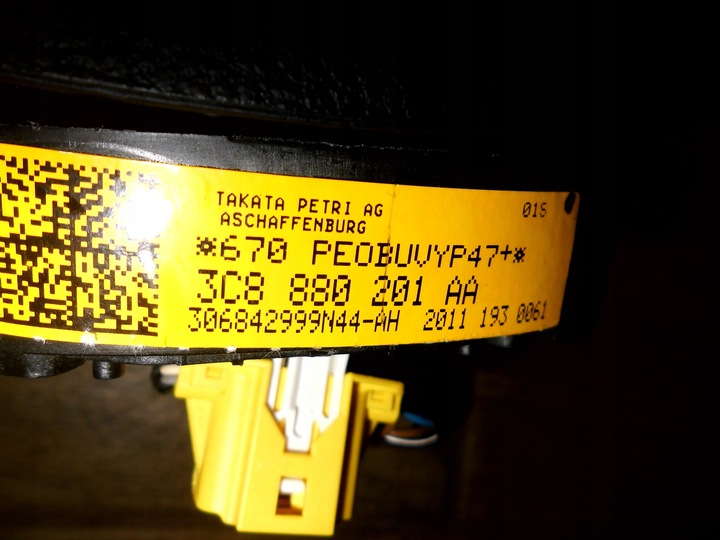 TAKATA PETRI AG
ASCHAFFENBURG
01S
*670 PEOBUVYP47+*
3C8 880 201 AA
306842999N44-AH 2011 193 0061